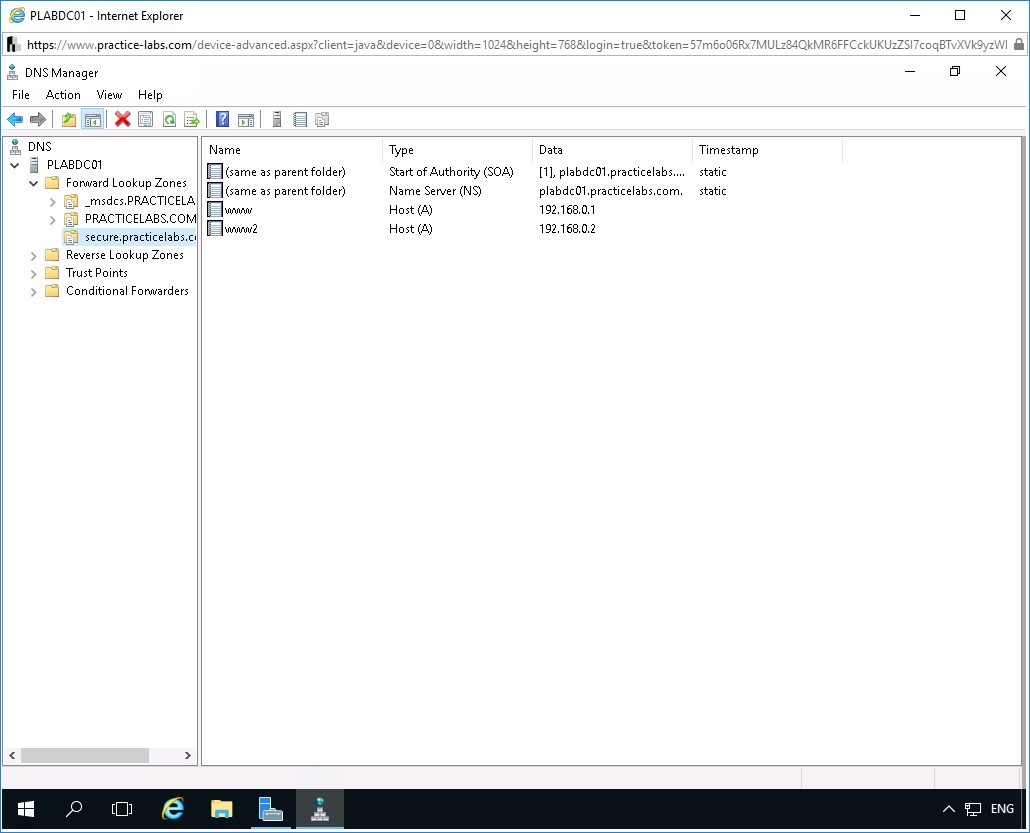 PLABDC01 - Internet Explorer
https://www.practice-labs.com/device-advanced.aspx?client=java&device=0&width=1024&height=768&login=true&token=57m6o06Rx7MULz84QkMR6FFCckUKUzZSI7coqBTvXVk9yzWl
DNS Manager
File Action View Help
DNS
PLABDC01
Forward Lookup Zones
_msdcs.PRACTICELA
PRACTICELABS.COM
secure.practicelabs.co
Reverse Lookup Zones
Trust Points
Conditional Forwarders
Name Type Data Timestamp
(same as parent folder) Start of Authority (SOA) [1], plabdc01.practicelabs.... static
(same as parent folder) Name Server (NS) plabdc01.practicelabs.com. static
www Host (A) 192.168.0.1
www2 Host (A) 192.168.0.2
ENG